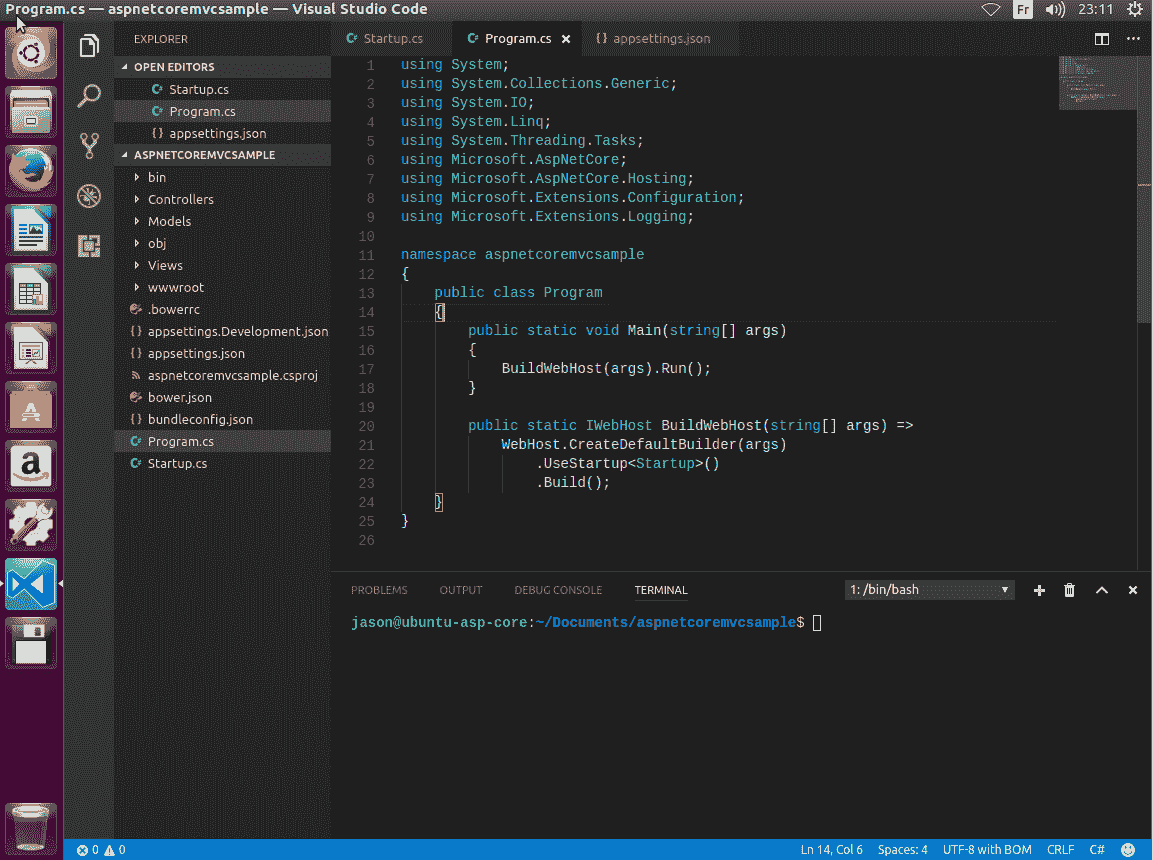 Program.cs — aspnetcoremvcsample — Visual Studio Code
Fr
23:11
EXPLORER
OPEN EDITORS
C# Startup.cs
C# Program.cs
{} appsettings.json
ASPNETCOREMVCSAMPLE
bin
Controllers
Models
obj
Views
wwwroot
.bowerrc
{} appsettings.Development.json
{} appsettings.json
aspnetcoremvcsample.csproj
bower.json
{} bundleconfig.json
C# Program.cs
C# Startup.cs
C# Startup.cs
C# Program.cs ×
{} appsettings.json
1 using System;
2 using System.Collections.Generic;
3 using System.IO;
4 using System.Linq;
5 using System.Threading.Tasks;
6 using Microsoft.AspNetCore;
7 using Microsoft.AspNetCore.Hosting;
8 using Microsoft.Extensions.Configuration;
9 using Microsoft.Extensions.Logging;
10
11 namespace aspnetcoremvcsample
12 {
13     public class Program
14     {
15         public static void Main(string[] args)
16         {
17             BuildWebHost(args).Run();
18         }
19
20         public static IWebHost BuildWebHost(string[] args) =>
21             WebHost.CreateDefaultBuilder(args)
22                 .UseStartup<Startup>()
23                 .Build();
24     }
25 }
26
PROBLEMS OUTPUT DEBUG CONSOLE TERMINAL
1: /bin/bash
jason@ubuntu-asp-core:~/Documents/aspnetcoremvcsample$
A
a
0 0
Ln 14, Col 6 Spaces: 4 UTF-8 with BOM CRLF C#